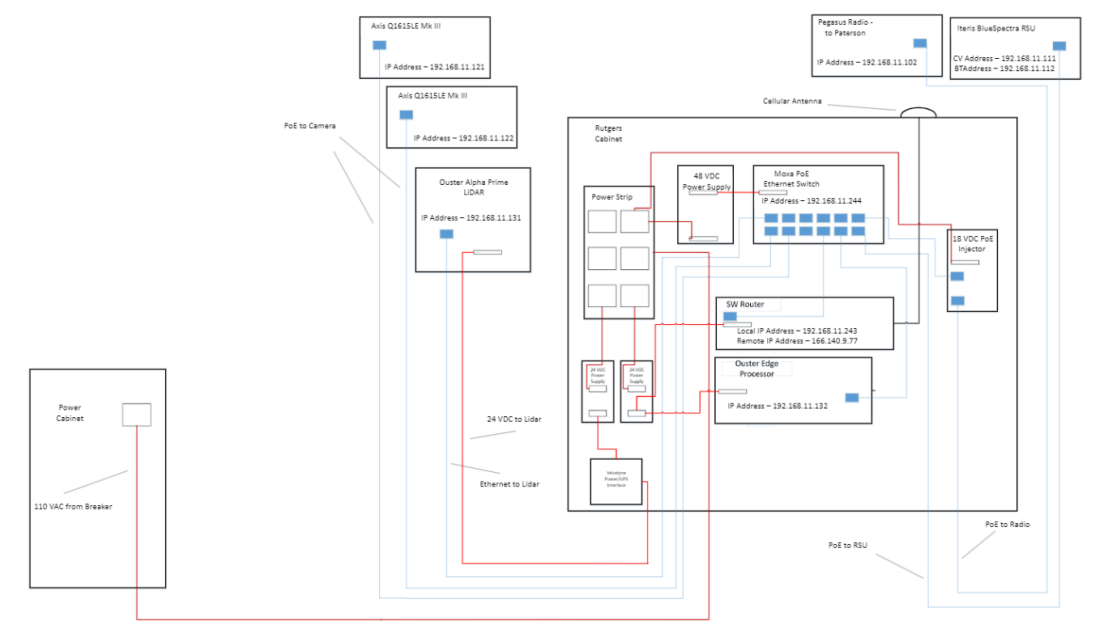 Axis Q1615LE Mk III
IP Address – 192.168.11.121
Axis Q1615LE Mk III
IP Address – 192.168.11.122
PoE to Camera
Ouster Alpha Prime
LiDAR
IP Address – 192.168.11.131
Pegasus Radio -
to Paterson
IP Address – 192.168.11.102
Iteris BlueSpectra RSU
CV Address – 192.168.11.111
BTAddress – 192.168.11.112
Cellular Antenna
Rutgers
Cabinet
Power Strip
48 VDC
Power Supply
Moxa PoE
Ethernet Switch
IP Address – 192.168.11.244
18 VDC PoE
Injector
SW Router
Local IP Address – 192.168.11.243
Remote IP Address – 166.140.9.77
Ouster Edge
Processor
IP Address – 192.168.11.132
24 VDC
Power
Supply
24 VDC
Power
Supply
Velodyne
Power/GPS
Interface
Power
Cabinet
110 VAC from Breaker
24 VDC to Lidar
Ethernet to Lidar
PoE to RSU
PoE to Radio